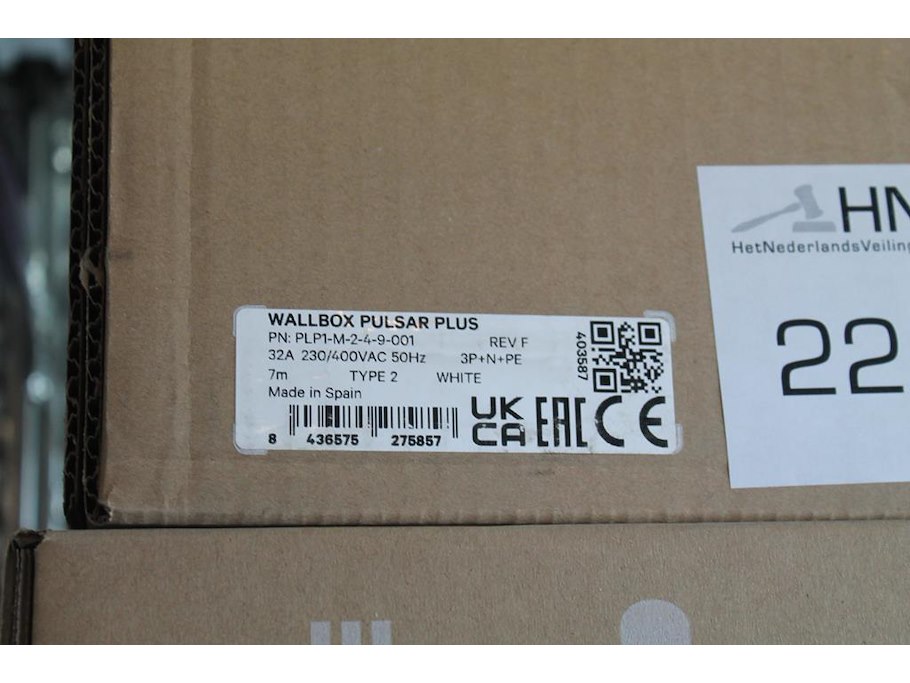 WALLBOX PULSAR PLUS
PN: PLP1-M-2-4-9-001 REV F
32A 230/400VAC 50Hz 3P+N+PE
7m TYPE 2 WHITE
Made in Spain
8 436575 275857
UK CA EAC CE
403587
HN
HetNederlandsVeiling
22